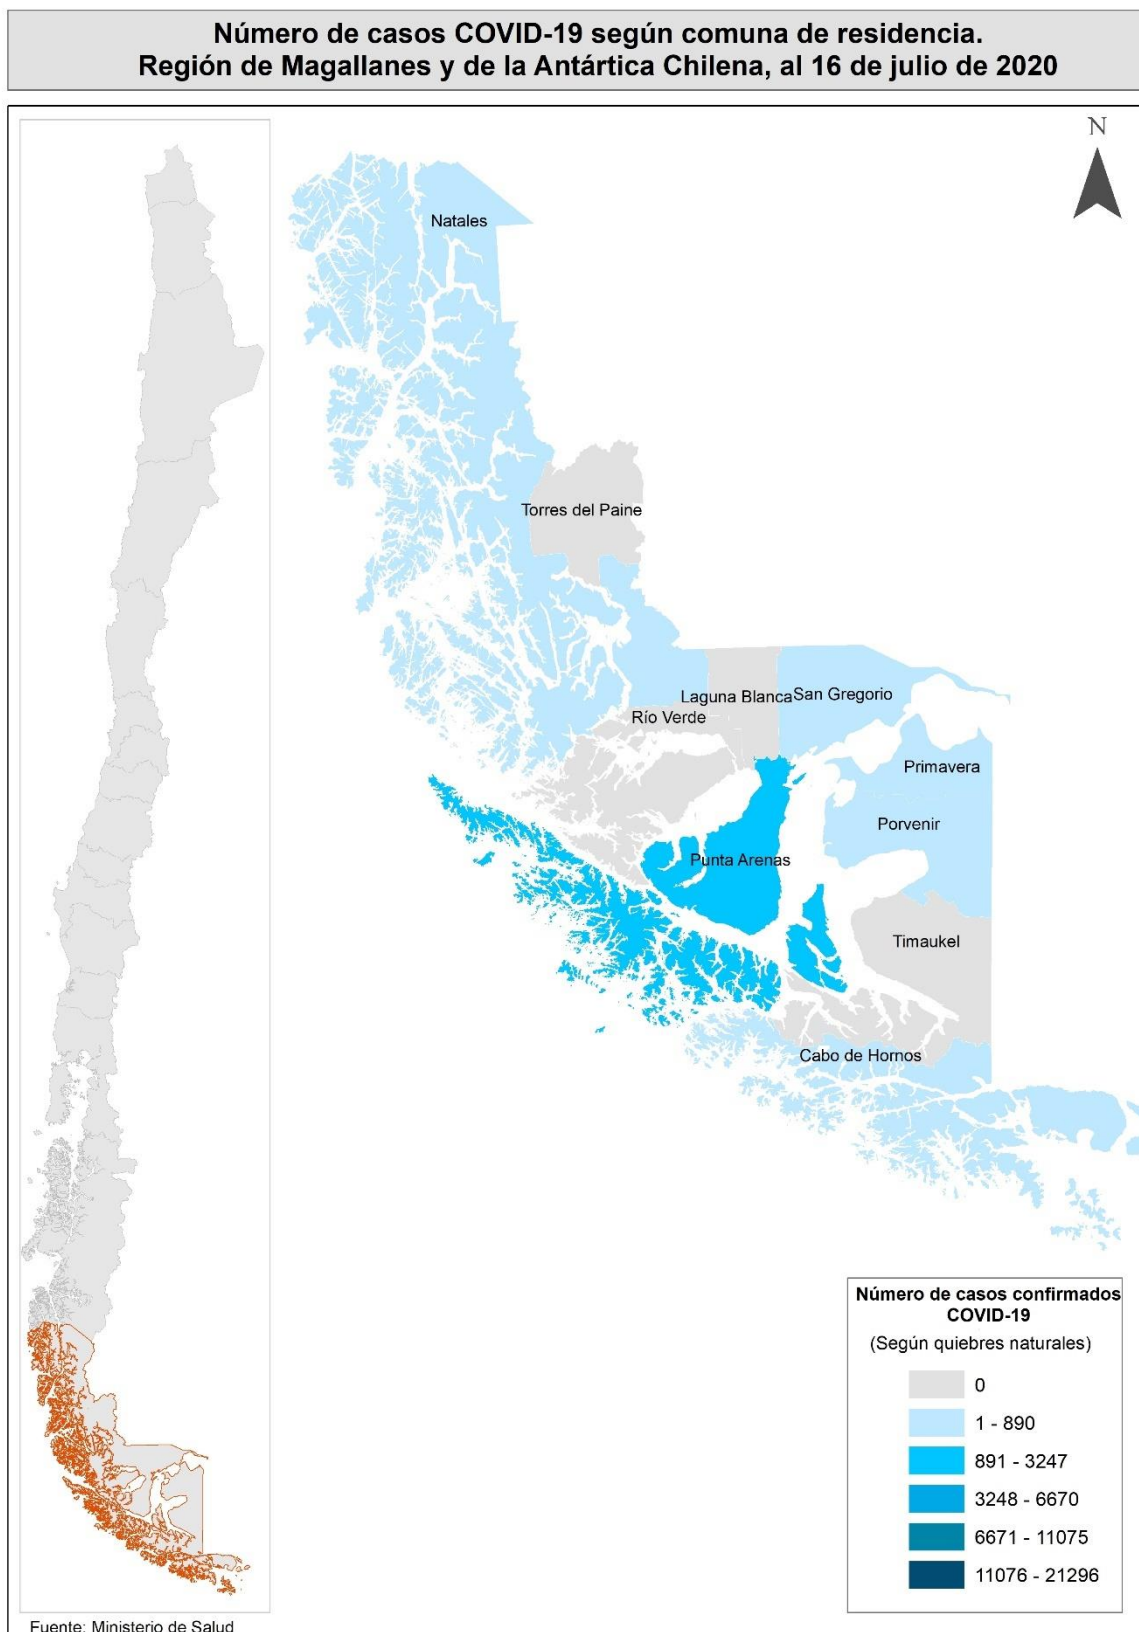 Número de casos COVID-19 según comuna de residencia.
Región de Magallanes y de la Antártica Chilena, al 16 de julio de 2020
N
Natales
Torres del Paine
Laguna Blanca
San Gregorio
Río Verde
Primavera
Porvenir
Punta Arenas
Timaukel
Cabo de Hornos
Número de casos confirmados
COVID-19
(Según quiebres naturales)
0
1 - 890
891 - 3247
3248 - 6670
6671 - 11075
11076 - 21296
Fuente: Ministerio de Salud